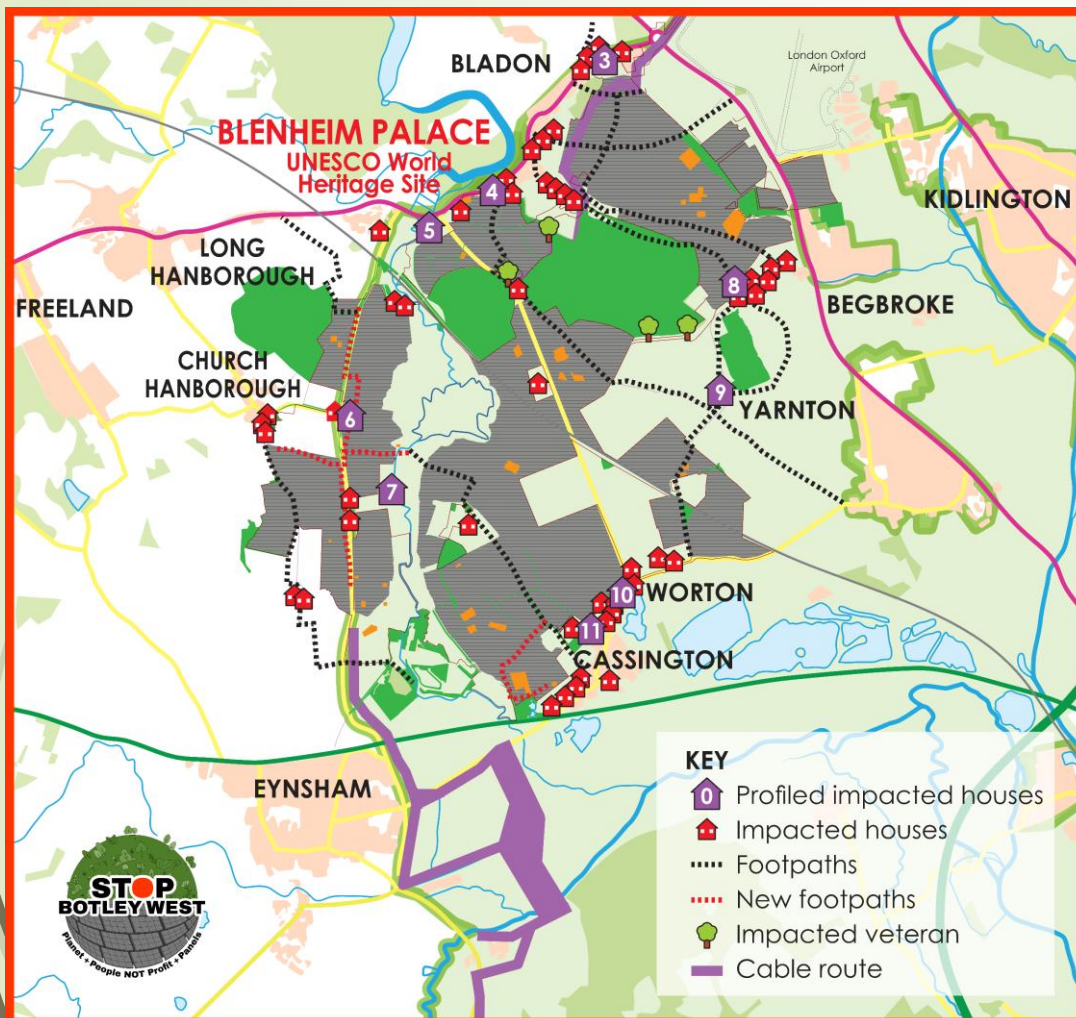 BLADON
3
London Oxford
Airport
BLENHEIM PALACE
UNESCO World
Heritage Site
4
KIDLINGTON
5
LONG
HANBOROUGH
8
FREELAND
BEGBROKE
CHURCH
HANBOROUGH
9
YARNTON
6
7
10
WORTON
11
CASSINGTON
EYNSHAM
KEY
0 Profiled impacted houses
Impacted houses
Footpaths
New footpaths
Impacted veteran
Cable route
STOP
BOTLEY WEST
Planet + People NOT Profit + Panels